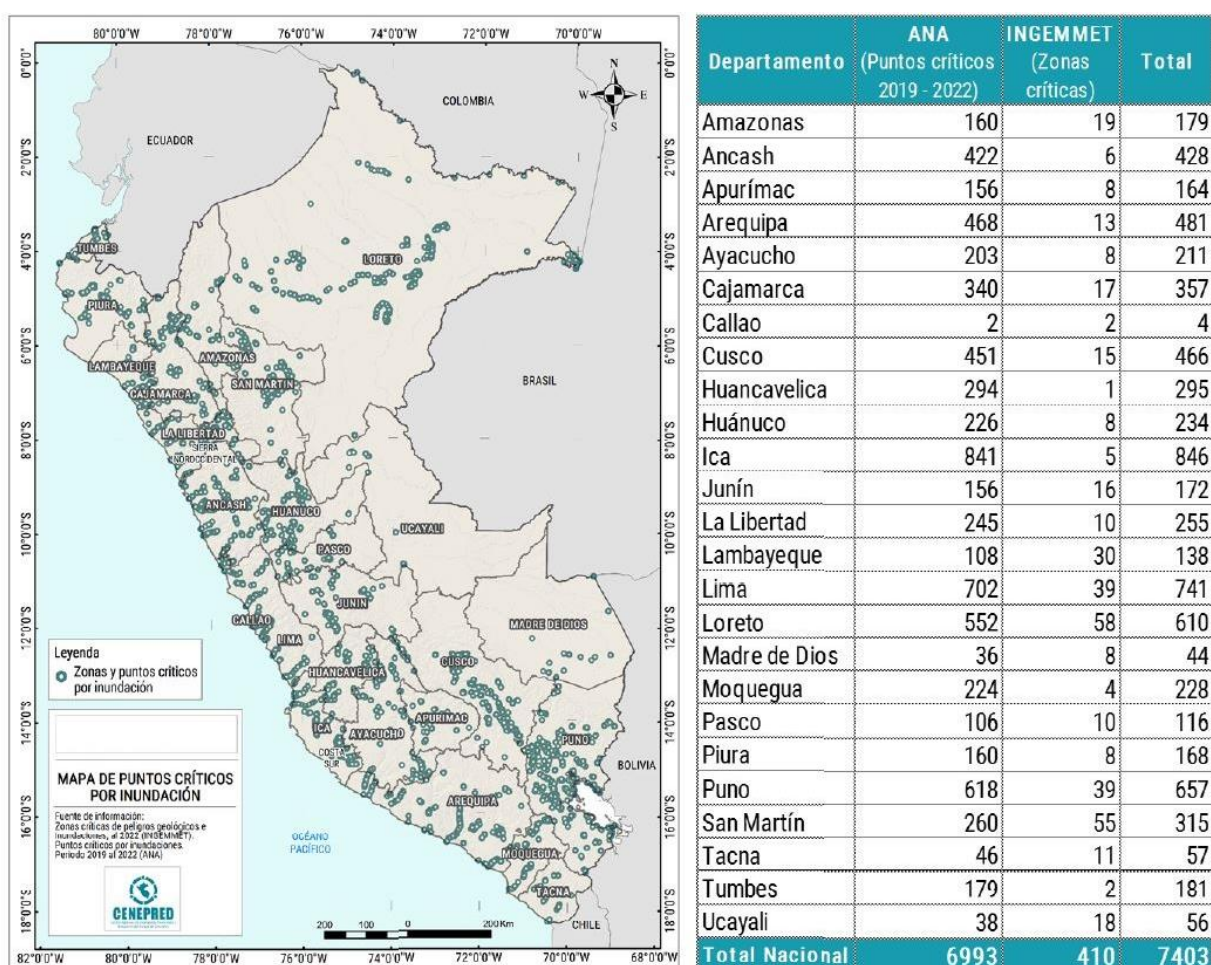 80°0'0"W 78°0'0"W 76°0'0"W 74°0'0"W 72°0'0"W 70°0'0"W
0°0'0" 0°0'0"
2°0'0"S 2°0'0"S
4°0'0"S 4°0'0"S
6°0'0"S 6°0'0"S
8°0'0"S 8°0'0"S
10°0'0"S 10°0'0"S
12°0'0"S 12°0'0"S
14°0'0"S 14°0'0"S
16°0'0"S 16°0'0"S
18°0'0"S 18°0'0"S
N
W E
S
COLOMBIA
ECUADOR
TUMBES
LORETO
PIURA
AMAZONAS
LAMBAYEQUE
SAN MARTIN
BRASIL
CAJAMARCA
LA LIBERTAD
SIERRA
NOROCCIDENTAL
ANCASH
HUANUCO
UCAYALI
PASCO
JUNIN
CALLAO
MADRE DE DIOS
LIMA
CUSCO
HUANCAVELICA
APURIMAC
ICA
AYACUCHO
PUNO
COSTA
SUR
BOLIVIA
AREQUIPA
OCÉANO
PACÍFICO
MOQUEGUA
TACNA
CHILE
Leyenda
Zonas y puntos críticos
por inundación
MAPA DE PUNTOS CRÍTICOS
POR INUNDACIÓN
Fuente de información:
Zonas críticas de peligros geológicos e
inundaciones, al 2022 (INGEMMET).
Puntos críticos por inundaciones.
Periodo 2019 al 2022 (ANA)
CENEPRED
200 100 0 200 Km
82°0'0"W 80°0'0"W 78°0'0"W 76°0'0"W 74°0'0"W 72°0'0"W 70°0'0"W 68°0'0"W
Departamento ANA (Puntos críticos 2019 - 2022) INGEMMET (Zonas críticas) Total
Amazonas 160 19 179
Ancash 422 6 428
Apurímac 156 8 164
Arequipa 468 13 481
Ayacucho 203 8 211
Cajamarca 340 17 357
Callao 2 2 4
Cusco 451 15 466
Huancavelica 294 1 295
Huánuco 226 8 234
Ica 841 5 846
Junín 156 16 172
La Libertad 245 10 255
Lambayeque 108 30 138
Lima 702 39 741
Loreto 552 58 610
Madre de Dios 36 8 44
Moquegua 224 4 228
Pasco 106 10 116
Piura 160 8 168
Puno 618 39 657
San Martín 260 55 315
Tacna 46 11 57
Tumbes 179 2 181
Ucayali 38 18 56
Total Nacional 6993 410 7403